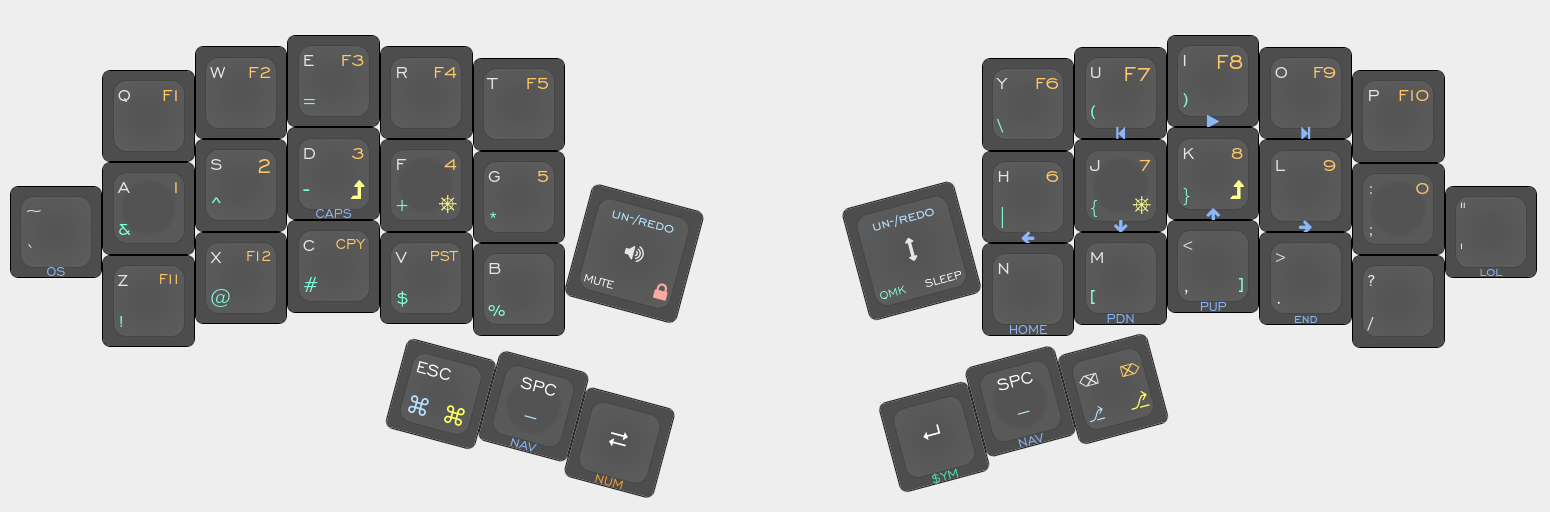 Q F1
W F2
E F3
=
R F4
T F5
Y F6
\
U F7
(
I F8
)
O F9
P F10
~
`
OS
A 1
&
S 2
^
D 3
-
CAPS
F 4
+
G 5
*
UN-/REDO
MUTE
UN-/REDO
QMK SLEEP
H 6
|
J 7
{
K 8
}
L 9
: 0
;
"
'
LOL
Z F11
!
X F12
@
C CPY
#
V PST
$
B
%
N
HOME
M
[
PDN
<
, ]
PUP
>
.
END
?
/
ESC
⌘ ⌘
SPC
_
NAV
⇄
NUM
↵
$YM
SPC
_
NAV
⌫ ⌦
⎇ ⎇